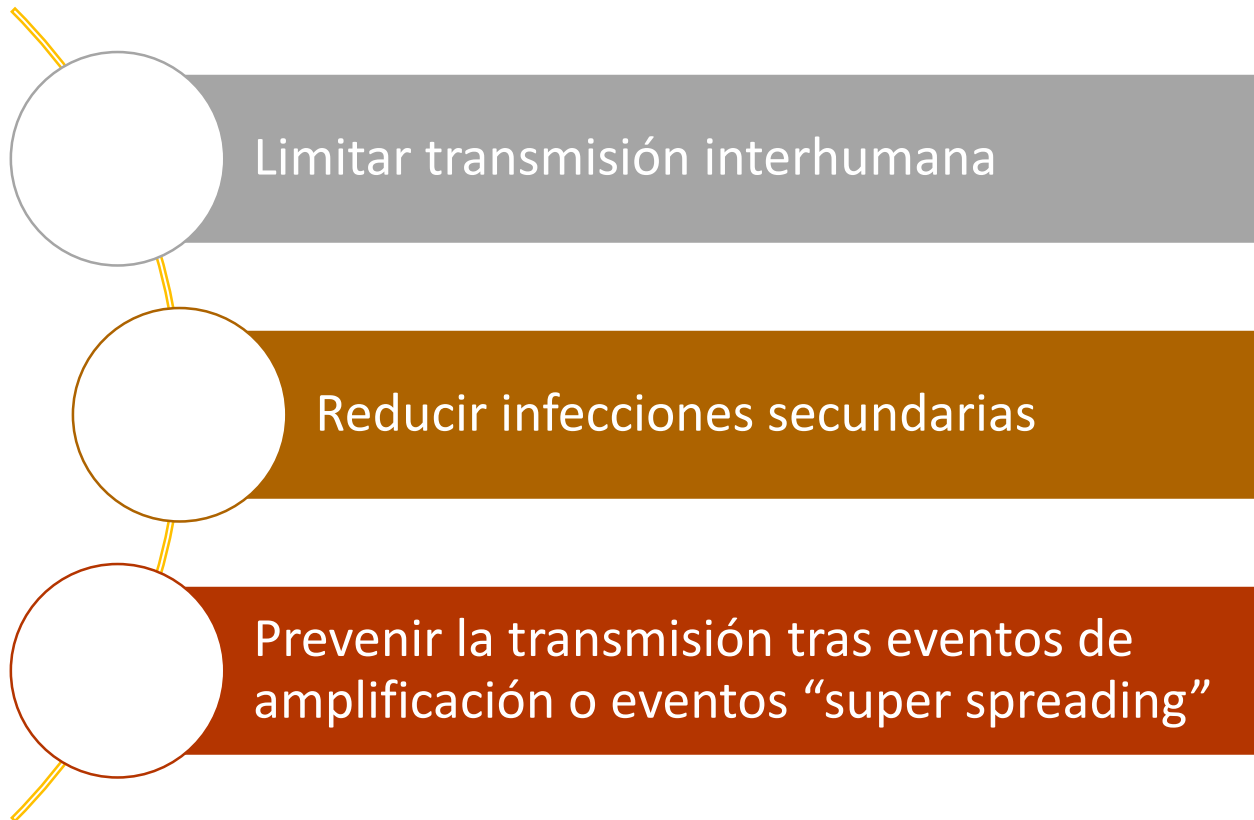 Limitar transmisión interhumana
Reducir infecciones secundarias
Prevenir la transmisión tras eventos de
amplificación o eventos “super spreading”